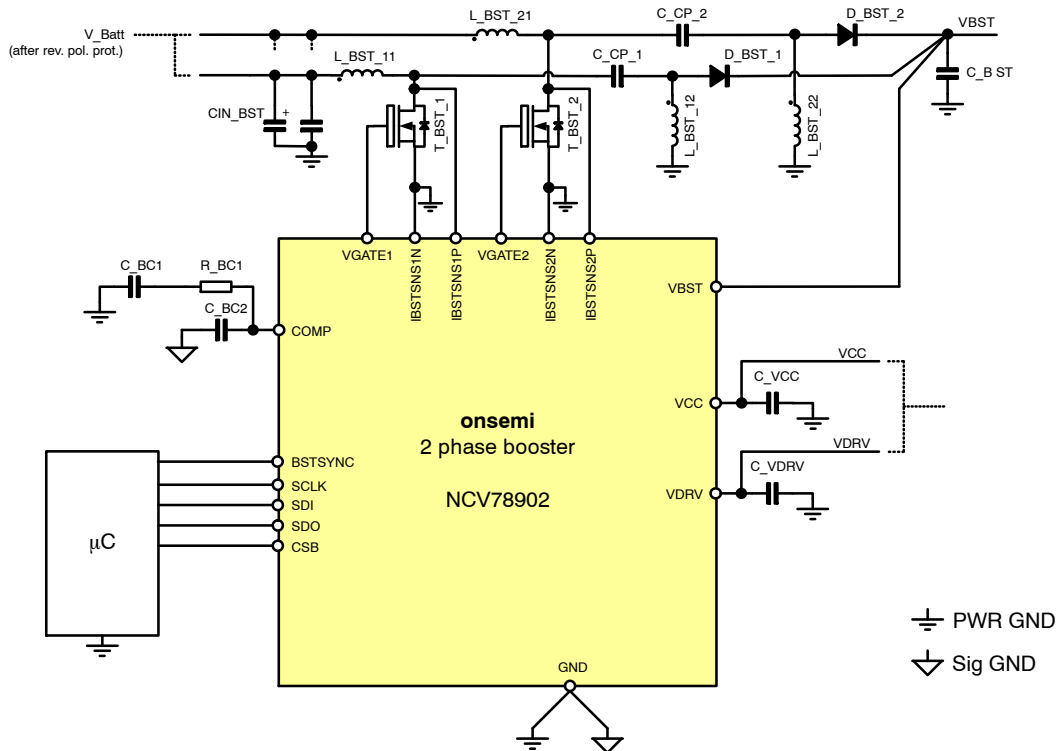 L_BST_21
C_CP_2
D_BST_2
V_Batt
(after rev. pol. prot.)
VBST
L_BST_11
C_CP_1
D_BST_1
C_B ST
CIN_BST
+
T_BST_1
T_BST_2
L_BST_12
L_BST_22
VGATE1
IBSTSNS1N
IBSTSNS1P
VGATE2
IBSTSNS2N
IBSTSNS2P
C_BC1
R_BC1
C_BC2
COMP
VBST
VCC
C_VCC
VCC
onsemi
2 phase booster
NCV78902
VDRV
C_VDRV
VDRV
BSTSYNC
SCLK
SDI
SDO
CSB
μC
GND
PWR GND
Sig GND